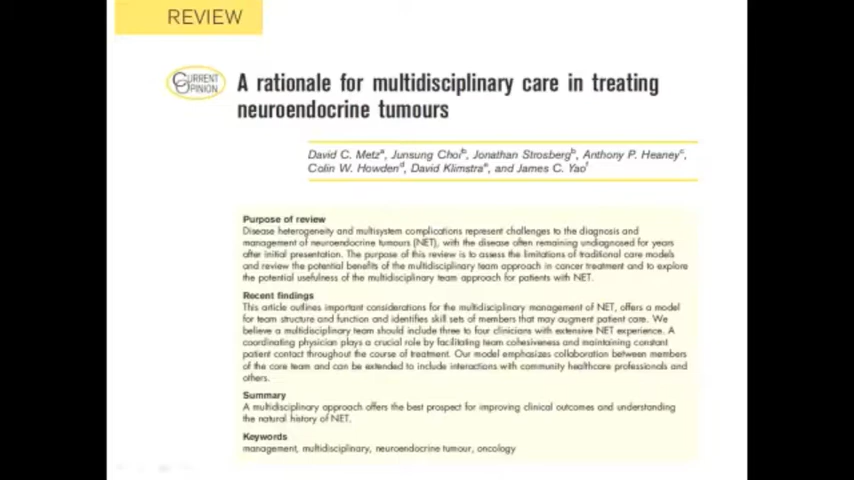 REVIEW
CURRENT
OPINION
A rationale for multidisciplinary care in treating
neuroendocrine tumours
David C. Metzᵃ, Junsung Choiᵇ, Jonathan Strosbergᵇ, Anthony P. Heaneyᶜ,
Colin W. Howdenᵈ, David Klimstraᵉ, and James C. Yaoᶠ
Purpose of review
Disease heterogeneity and multisystem complications represent challenges to the diagnosis and
management of neuroendocrine tumours (NET), with the disease often remaining undiagnosed for years
after initial presentation. The purpose of this review is to assess the limitations of traditional care models
and review the potential benefits of the multidisciplinary team approach in cancer treatment and to explore
the potential usefulness of the multidisciplinary team approach for patients with NET.
Recent findings
This article outlines important considerations for the multidisciplinary management of NET, offers a model
for team structure and function and identifies skill sets of members that may augment patient care. We
believe a multidisciplinary team should include three to four clinicians with extensive NET experience. A
coordinating physician plays a crucial role by facilitating team cohesiveness and maintaining constant
patient contact throughout the course of treatment. Our model emphasizes collaboration between members
of the core team and can be extended to include interactions with community healthcare professionals and
others.
Summary
A multidisciplinary approach offers the best prospect for improving clinical outcomes and understanding
the natural history of NET.
Keywords
management, multidisciplinary, neuroendocrine tumour, oncology